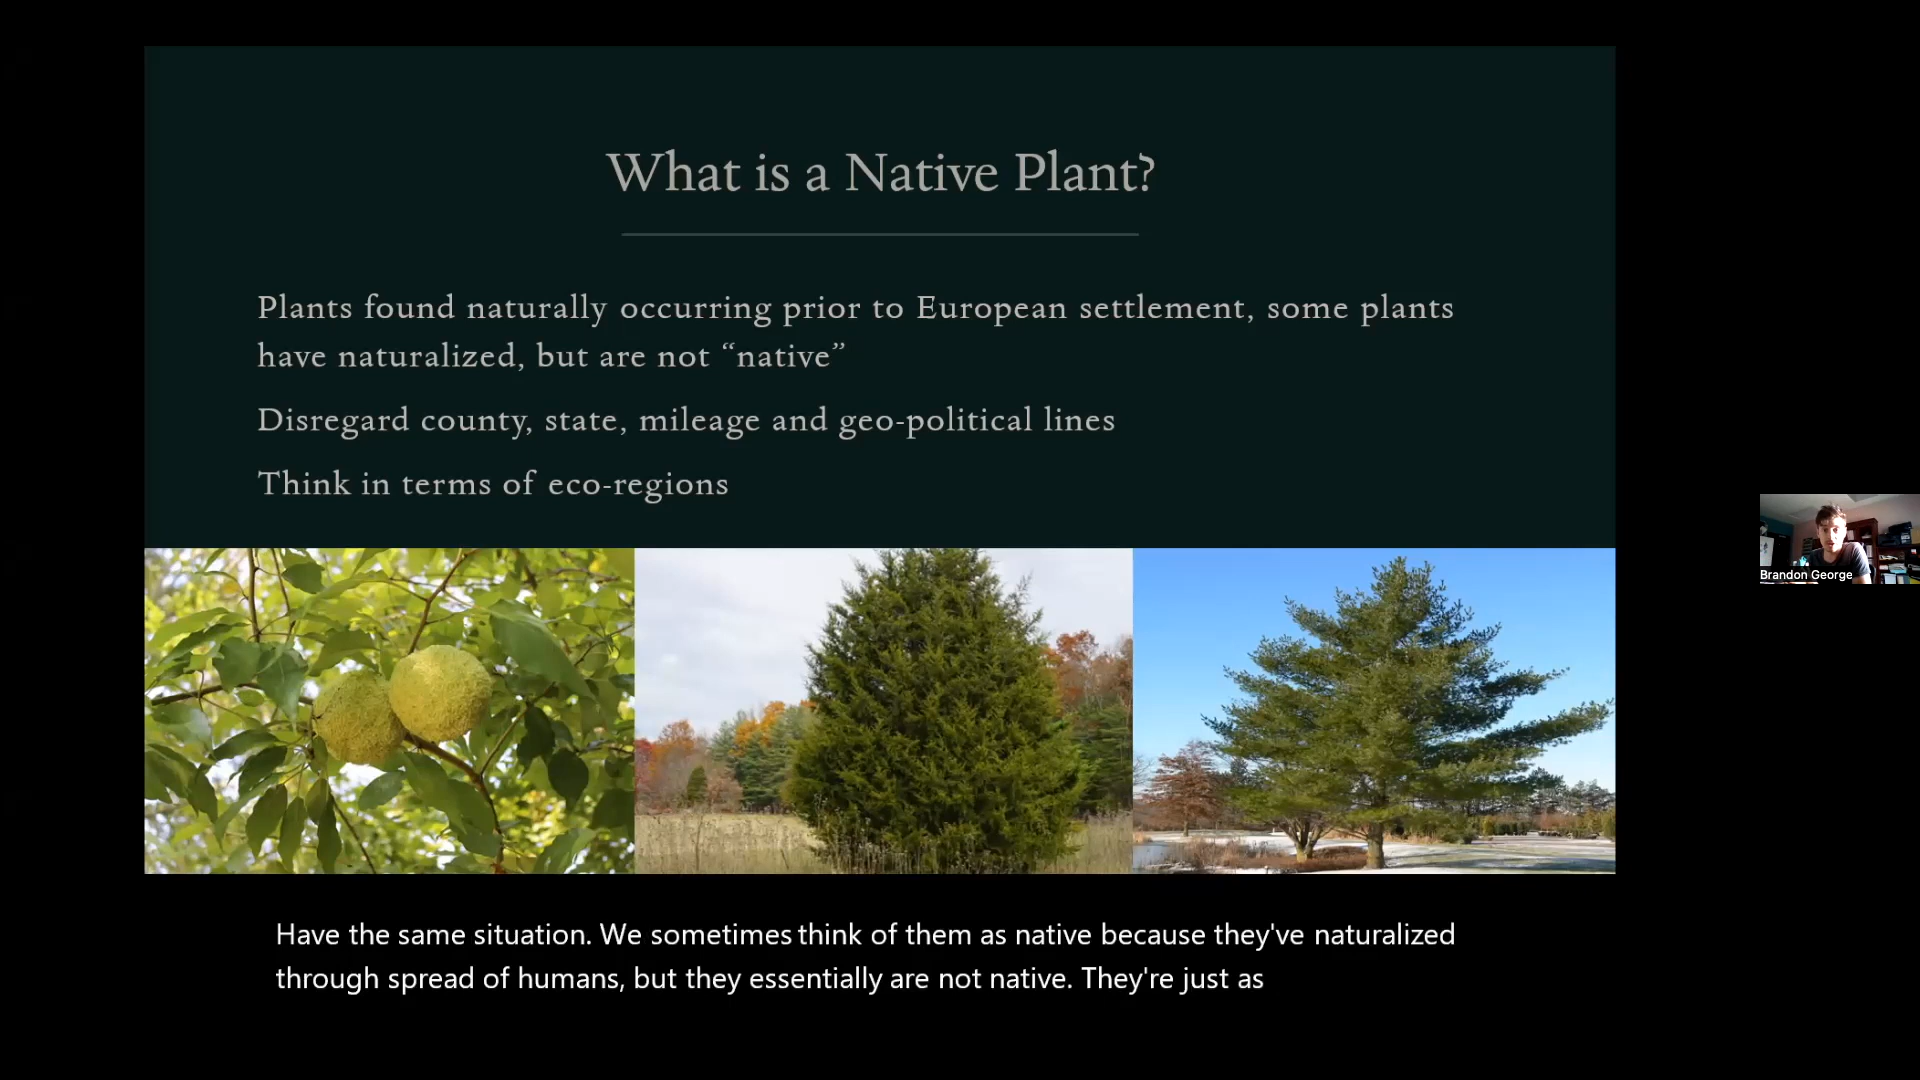 What is a Native Plant?
Plants found naturally occurring prior to European settlement, some plants
have naturalized, but are not “native”
Disregard county, state, mileage and geo-political lines
Think in terms of eco-regions
Brandon George
Have the same situation. We sometimes think of them as native because they've naturalized
through spread of humans, but they essentially are not native. They're just as